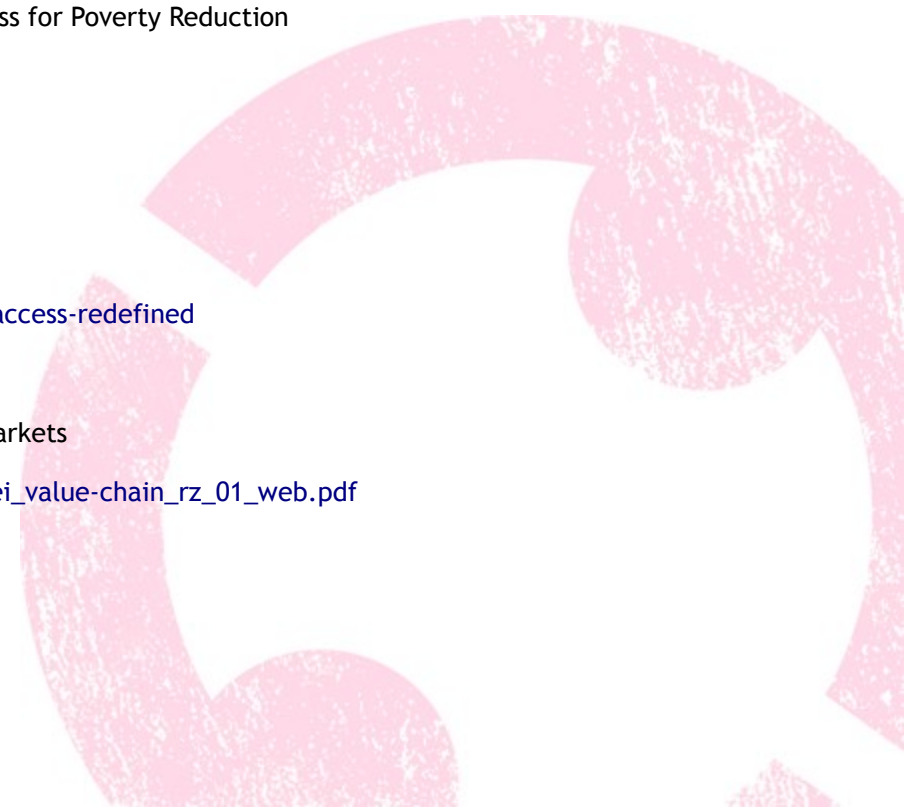 ss for Poverty Reduction
access-redefined
arkets
ei_value-chain_rz_01_web.pdf